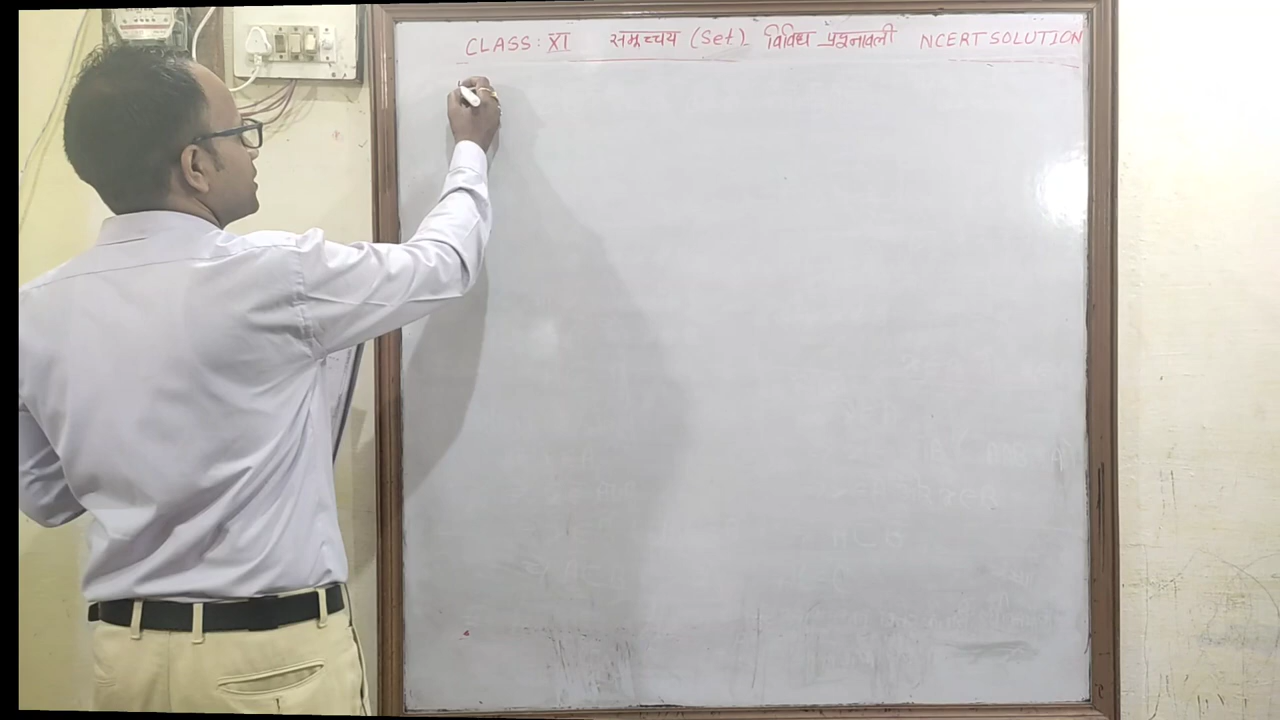 CLASS: XI समूच्चय (Set) विविध प्रश्नावली NCERT SOLUTION